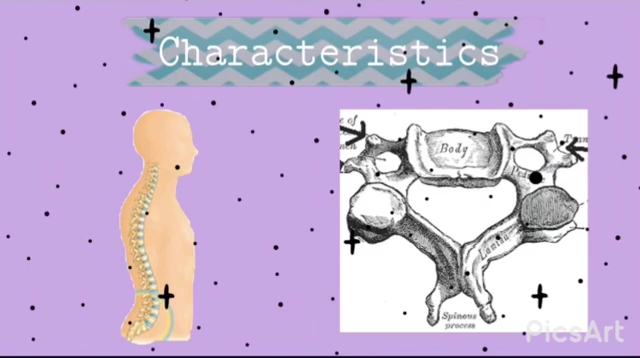 Characteristics
Body
Lamina
Spinous
process
PicsArt